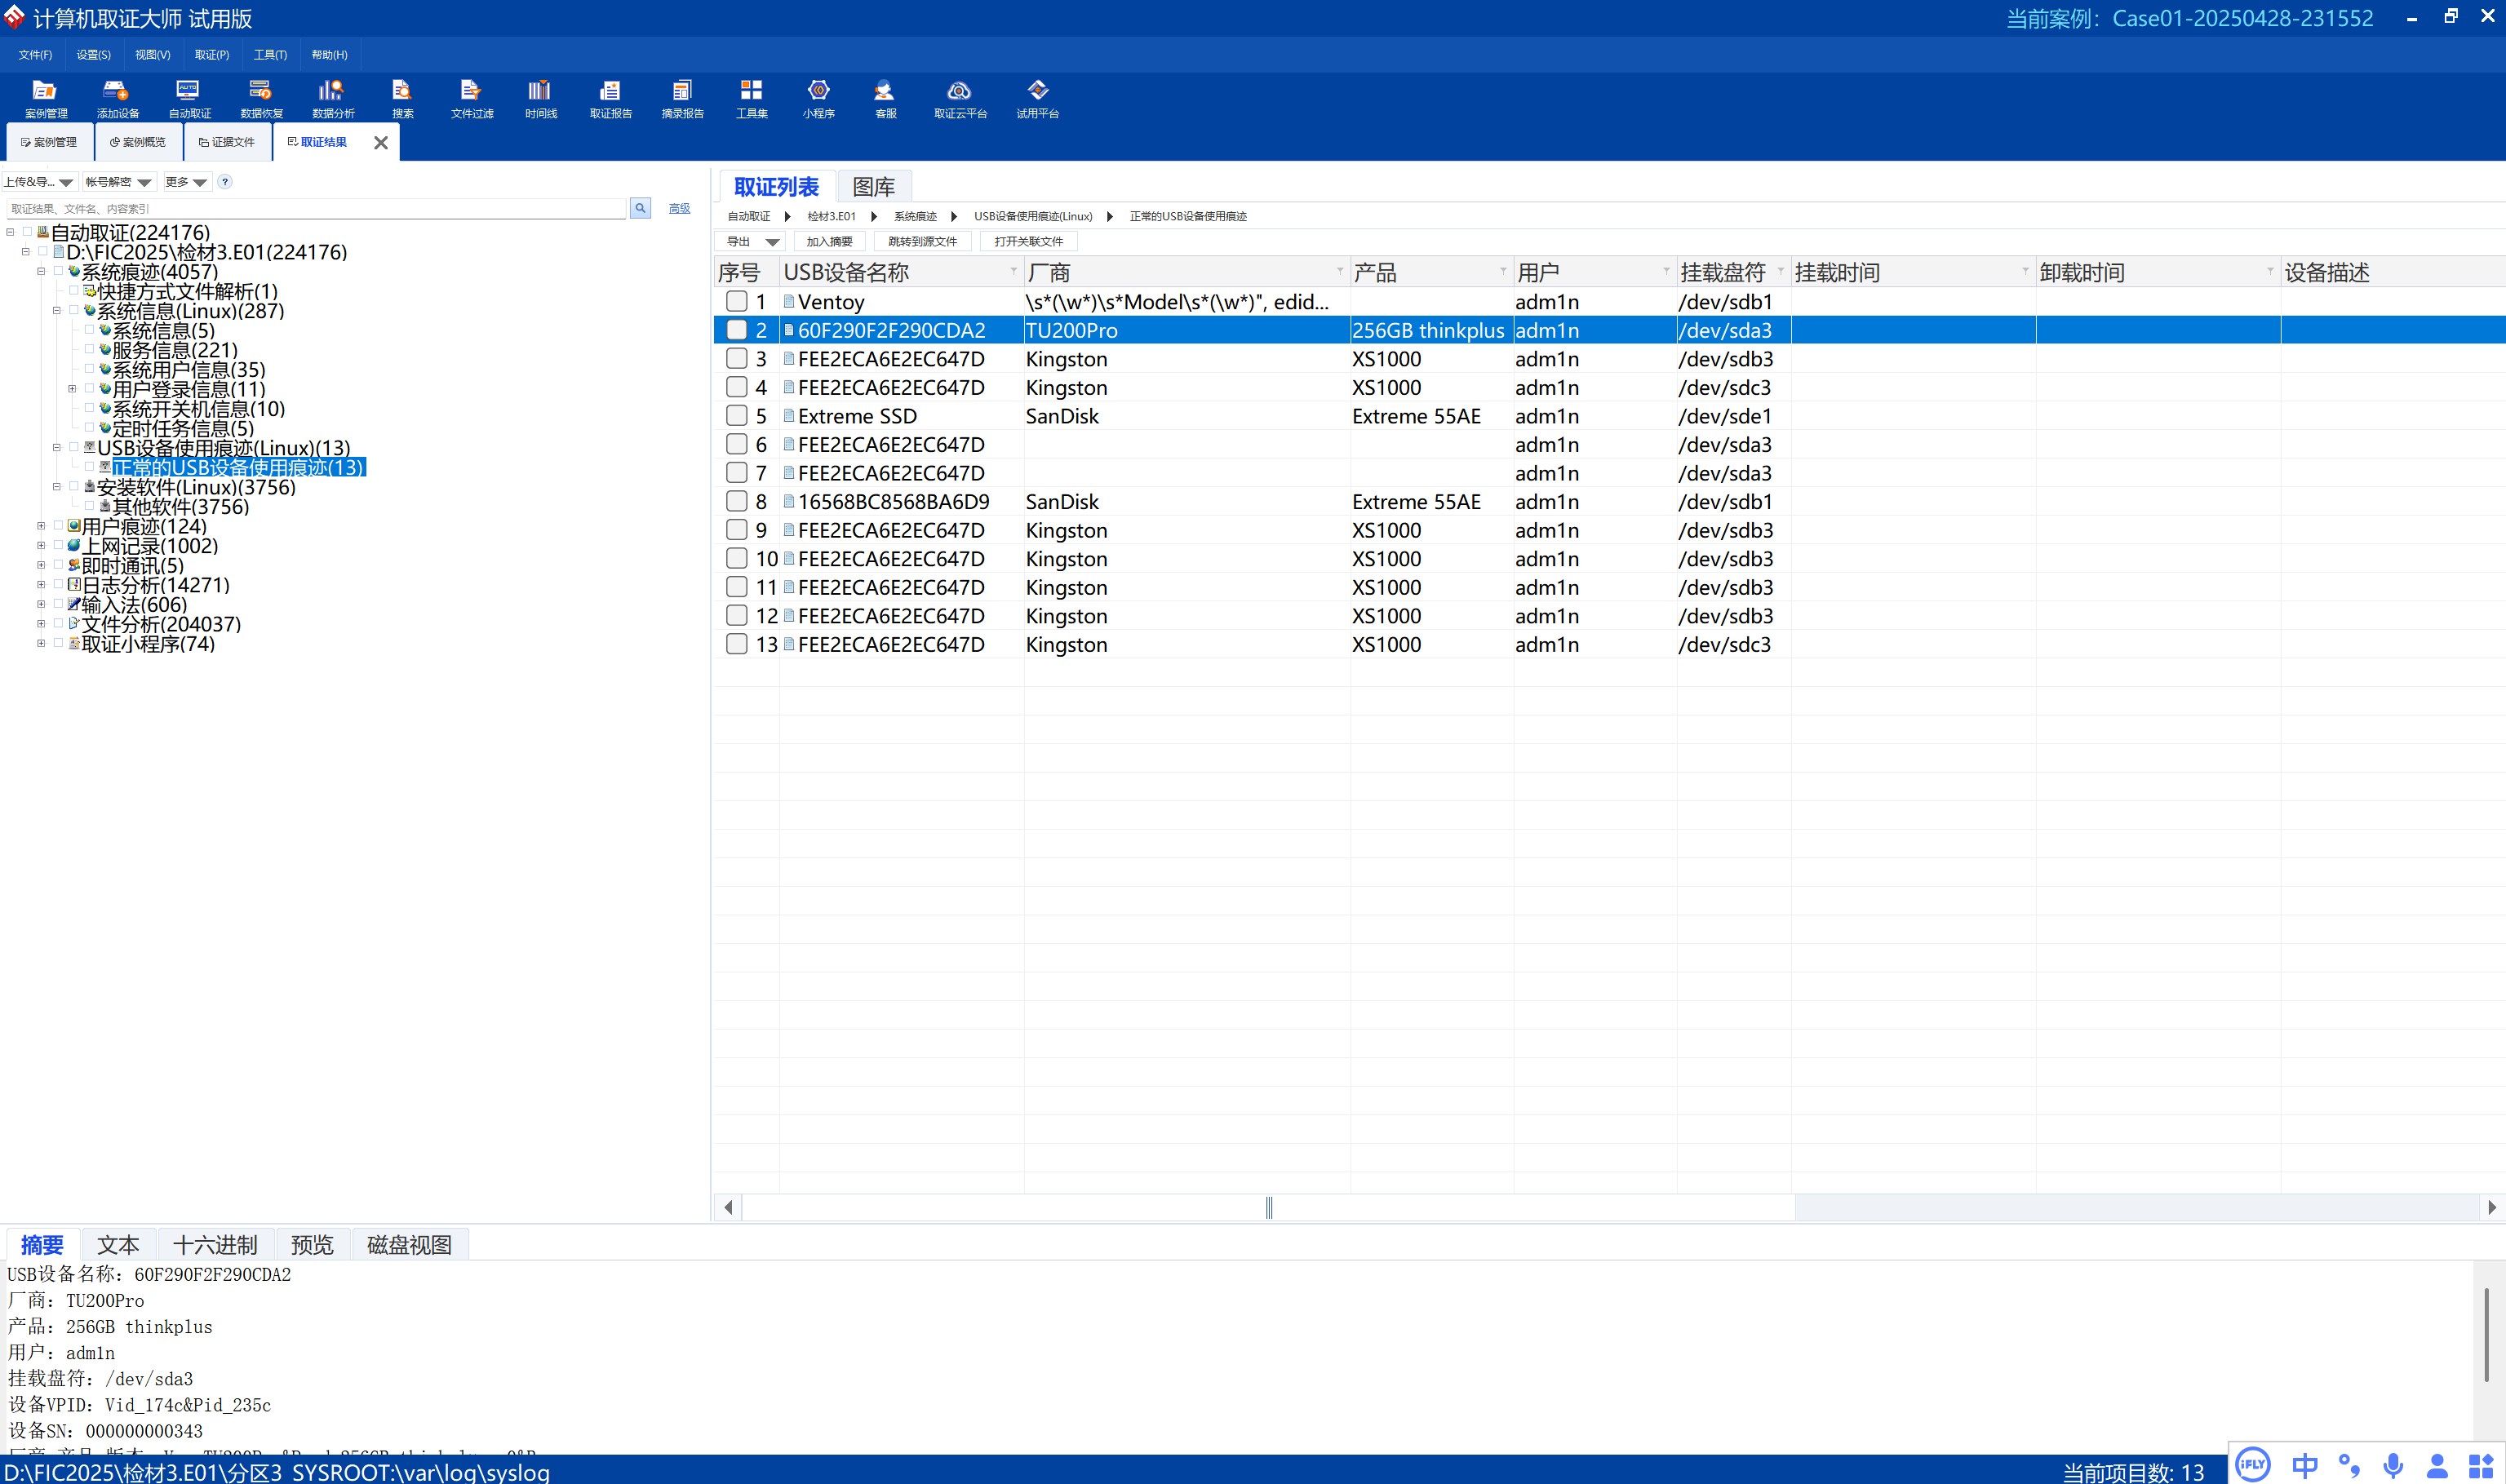 计算机取证大师 试用版
当前案例：Case01-20250428-231552
文件(F) 设置(S) 视图(V) 取证(P) 工具(T) 帮助(H)
案例管理 添加设备 自动取证 数据恢复 数据分析 搜索 文件过滤 时间线 取证报告 摘录报告 工具集 小程序 客服 取证云平台 试用平台
案例管理 案例概览 证据文件 取证结果
上传&导... 帐号解密 更多 ?
取证结果、文件名、内容索引 高级
自动取证(224176)
D:\FIC2025\检材3.E01(224176)
系统痕迹(4057)
快捷方式文件解析(1)
系统信息(Linux)(287)
系统信息(5)
服务信息(221)
系统用户信息(35)
用户登录信息(11)
系统开关机信息(10)
定时任务信息(5)
USB设备使用痕迹(Linux)(13)
正常的USB设备使用痕迹(13)
安装软件(Linux)(3756)
其他软件(3756)
用户痕迹(124)
上网记录(1002)
即时通讯(5)
日志分析(14271)
输入法(606)
文件分析(204037)
取证小程序(74)
取证列表 图库
自动取证 检材3.E01 系统痕迹 USB设备使用痕迹(Linux) 正常的USB设备使用痕迹
导出 加入摘要 跳转到源文件 打开关联文件
序号 USB设备名称 厂商 产品 用户 挂载盘符 挂载时间 卸载时间 设备描述
1 Ventoy \s*(\w*)\s*Model\s*(\w*)", edid... adm1n /dev/sdb1
2 60F290F2F290CDA2 TU200Pro 256GB thinkplus adm1n /dev/sda3
3 FEE2ECA6E2EC647D Kingston XS1000 adm1n /dev/sdb3
4 FEE2ECA6E2EC647D Kingston XS1000 adm1n /dev/sdc3
5 Extreme SSD SanDisk Extreme 55AE adm1n /dev/sde1
6 FEE2ECA6E2EC647D adm1n /dev/sda3
7 FEE2ECA6E2EC647D adm1n /dev/sda3
8 16568BC8568BA6D9 SanDisk Extreme 55AE adm1n /dev/sdb1
9 FEE2ECA6E2EC647D Kingston XS1000 adm1n /dev/sdb3
10 FEE2ECA6E2EC647D Kingston XS1000 adm1n /dev/sdb3
11 FEE2ECA6E2EC647D Kingston XS1000 adm1n /dev/sdb3
12 FEE2ECA6E2EC647D Kingston XS1000 adm1n /dev/sdb3
13 FEE2ECA6E2EC647D Kingston XS1000 adm1n /dev/sdc3
摘要 文本 十六进制 预览 磁盘视图
USB设备名称: 60F290F2F290CDA2
厂商: TU200Pro
产品: 256GB thinkplus
用户: adm1n
挂载盘符: /dev/sda3
设备VPID: Vid_174c&Pid_235c
设备SN: 000000000343
D:\FIC2025\检材3.E01\分区3_SYSROOT:\var\log\syslog
当前项目数: 13
iFLY 中